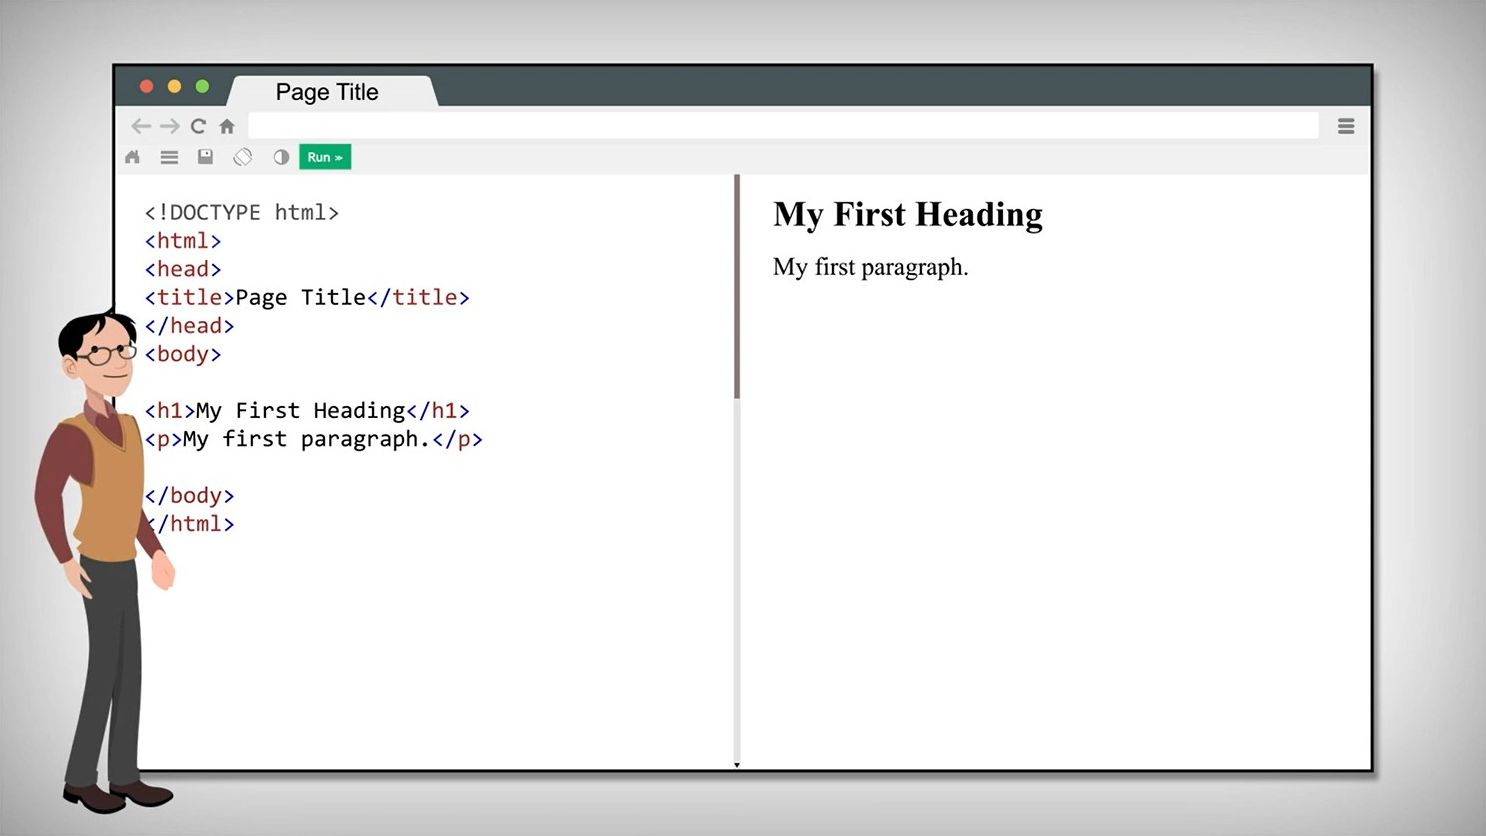 Page Title
Run »
<!DOCTYPE html>
<html>
<head>
<title>Page Title</title>
</head>
<body>
<h1>My First Heading</h1>
<p>My first paragraph.</p>
</body>
</html>
My First Heading
My first paragraph.